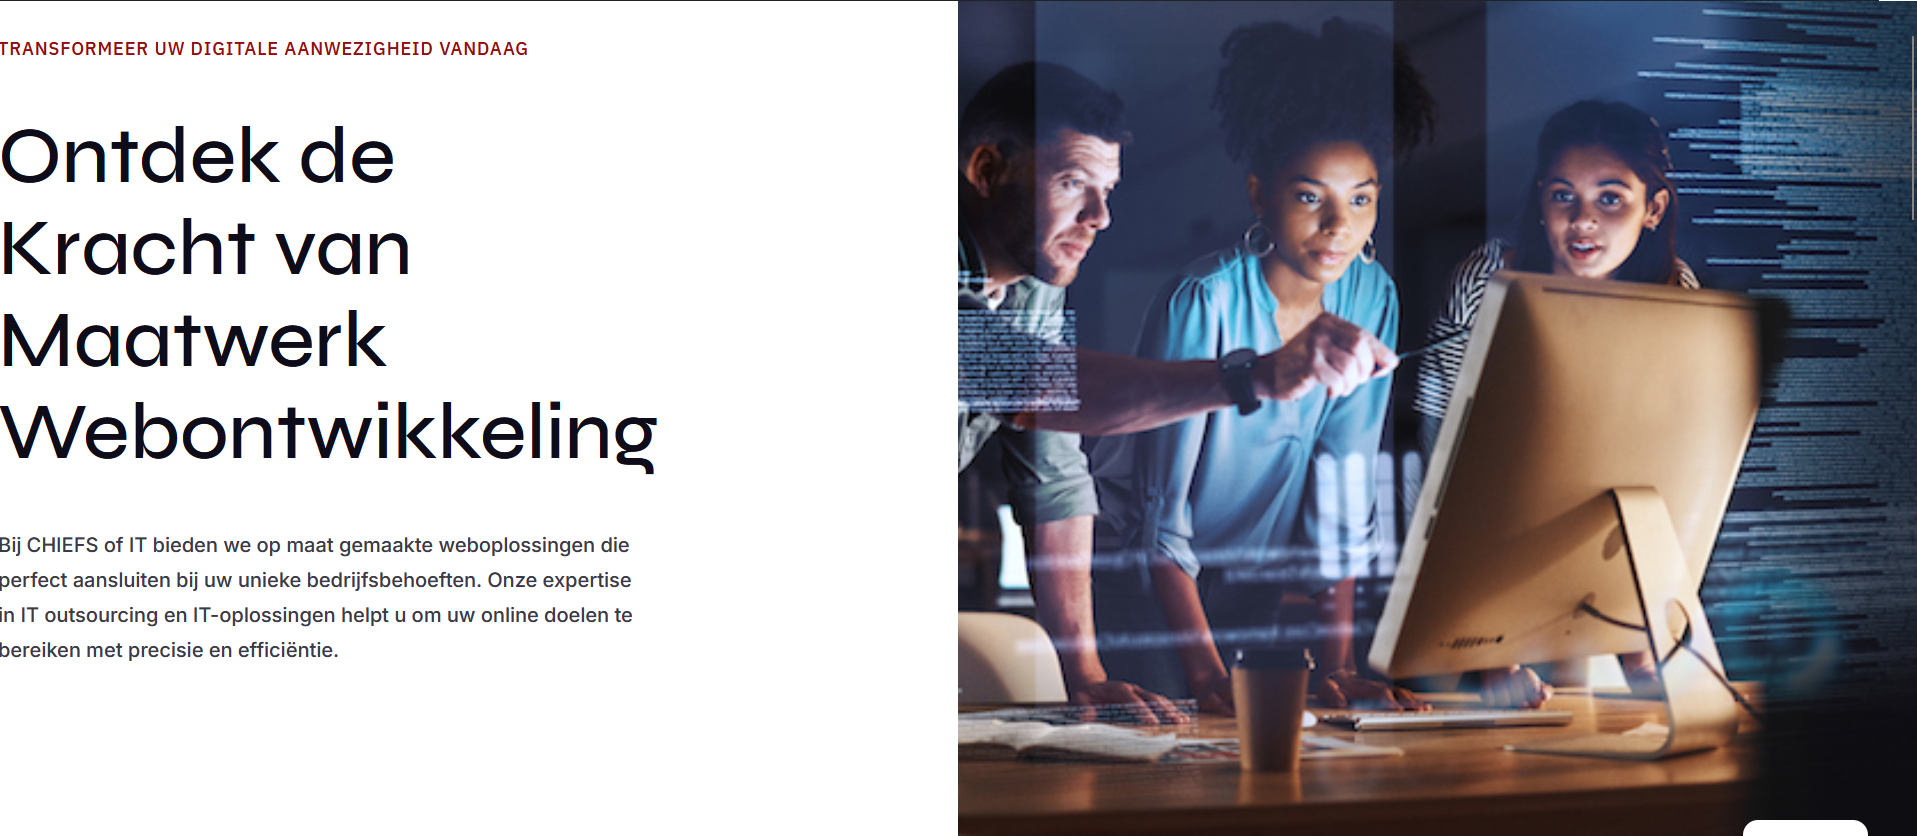 TRANSFORMEER UW DIGITALE AANWEZIGHEID VANDAAG
Ontdek de
Kracht van
Maatwerk
Webontwikkeling
Bij CHIEFS of IT bieden we op maat gemaakte weboplossingen die
perfect aansluiten bij uw unieke bedrijfsbehoeften. Onze expertise
in IT outsourcing en IT-oplossingen helpt u om uw online doelen te
bereiken met precisie en efficiëntie.